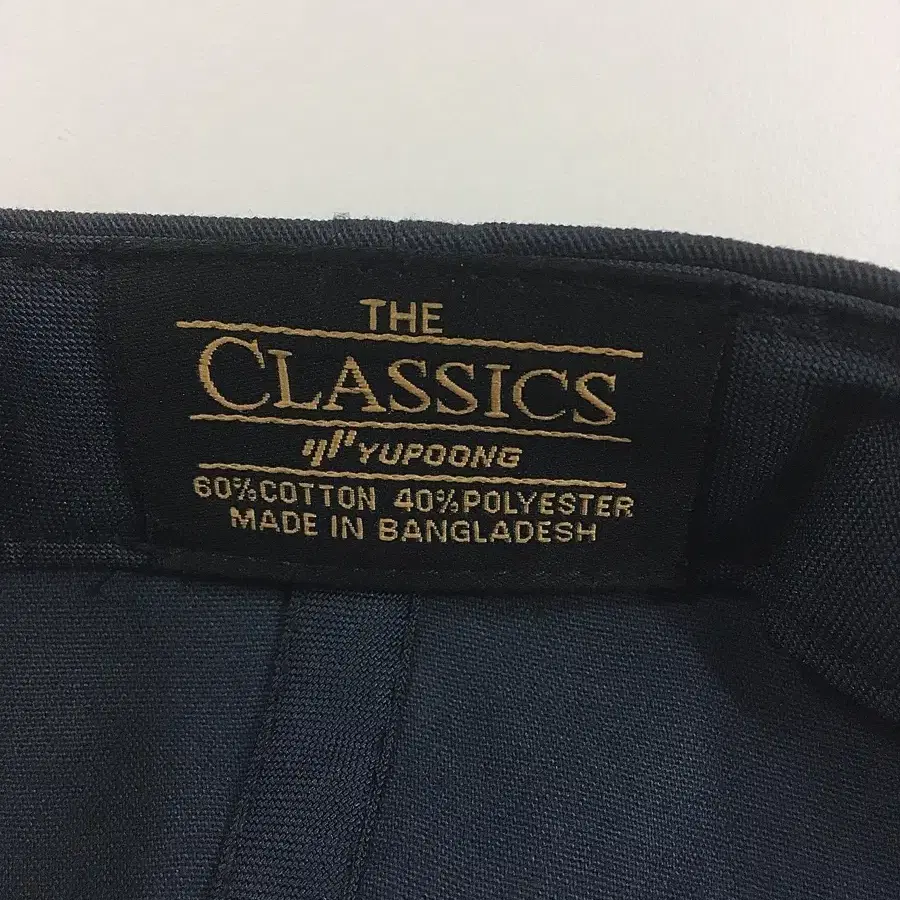 THE
CLASSICS
YUPOONG
60%COTTON 40%POLYESTER
MADE IN BANGLADESH